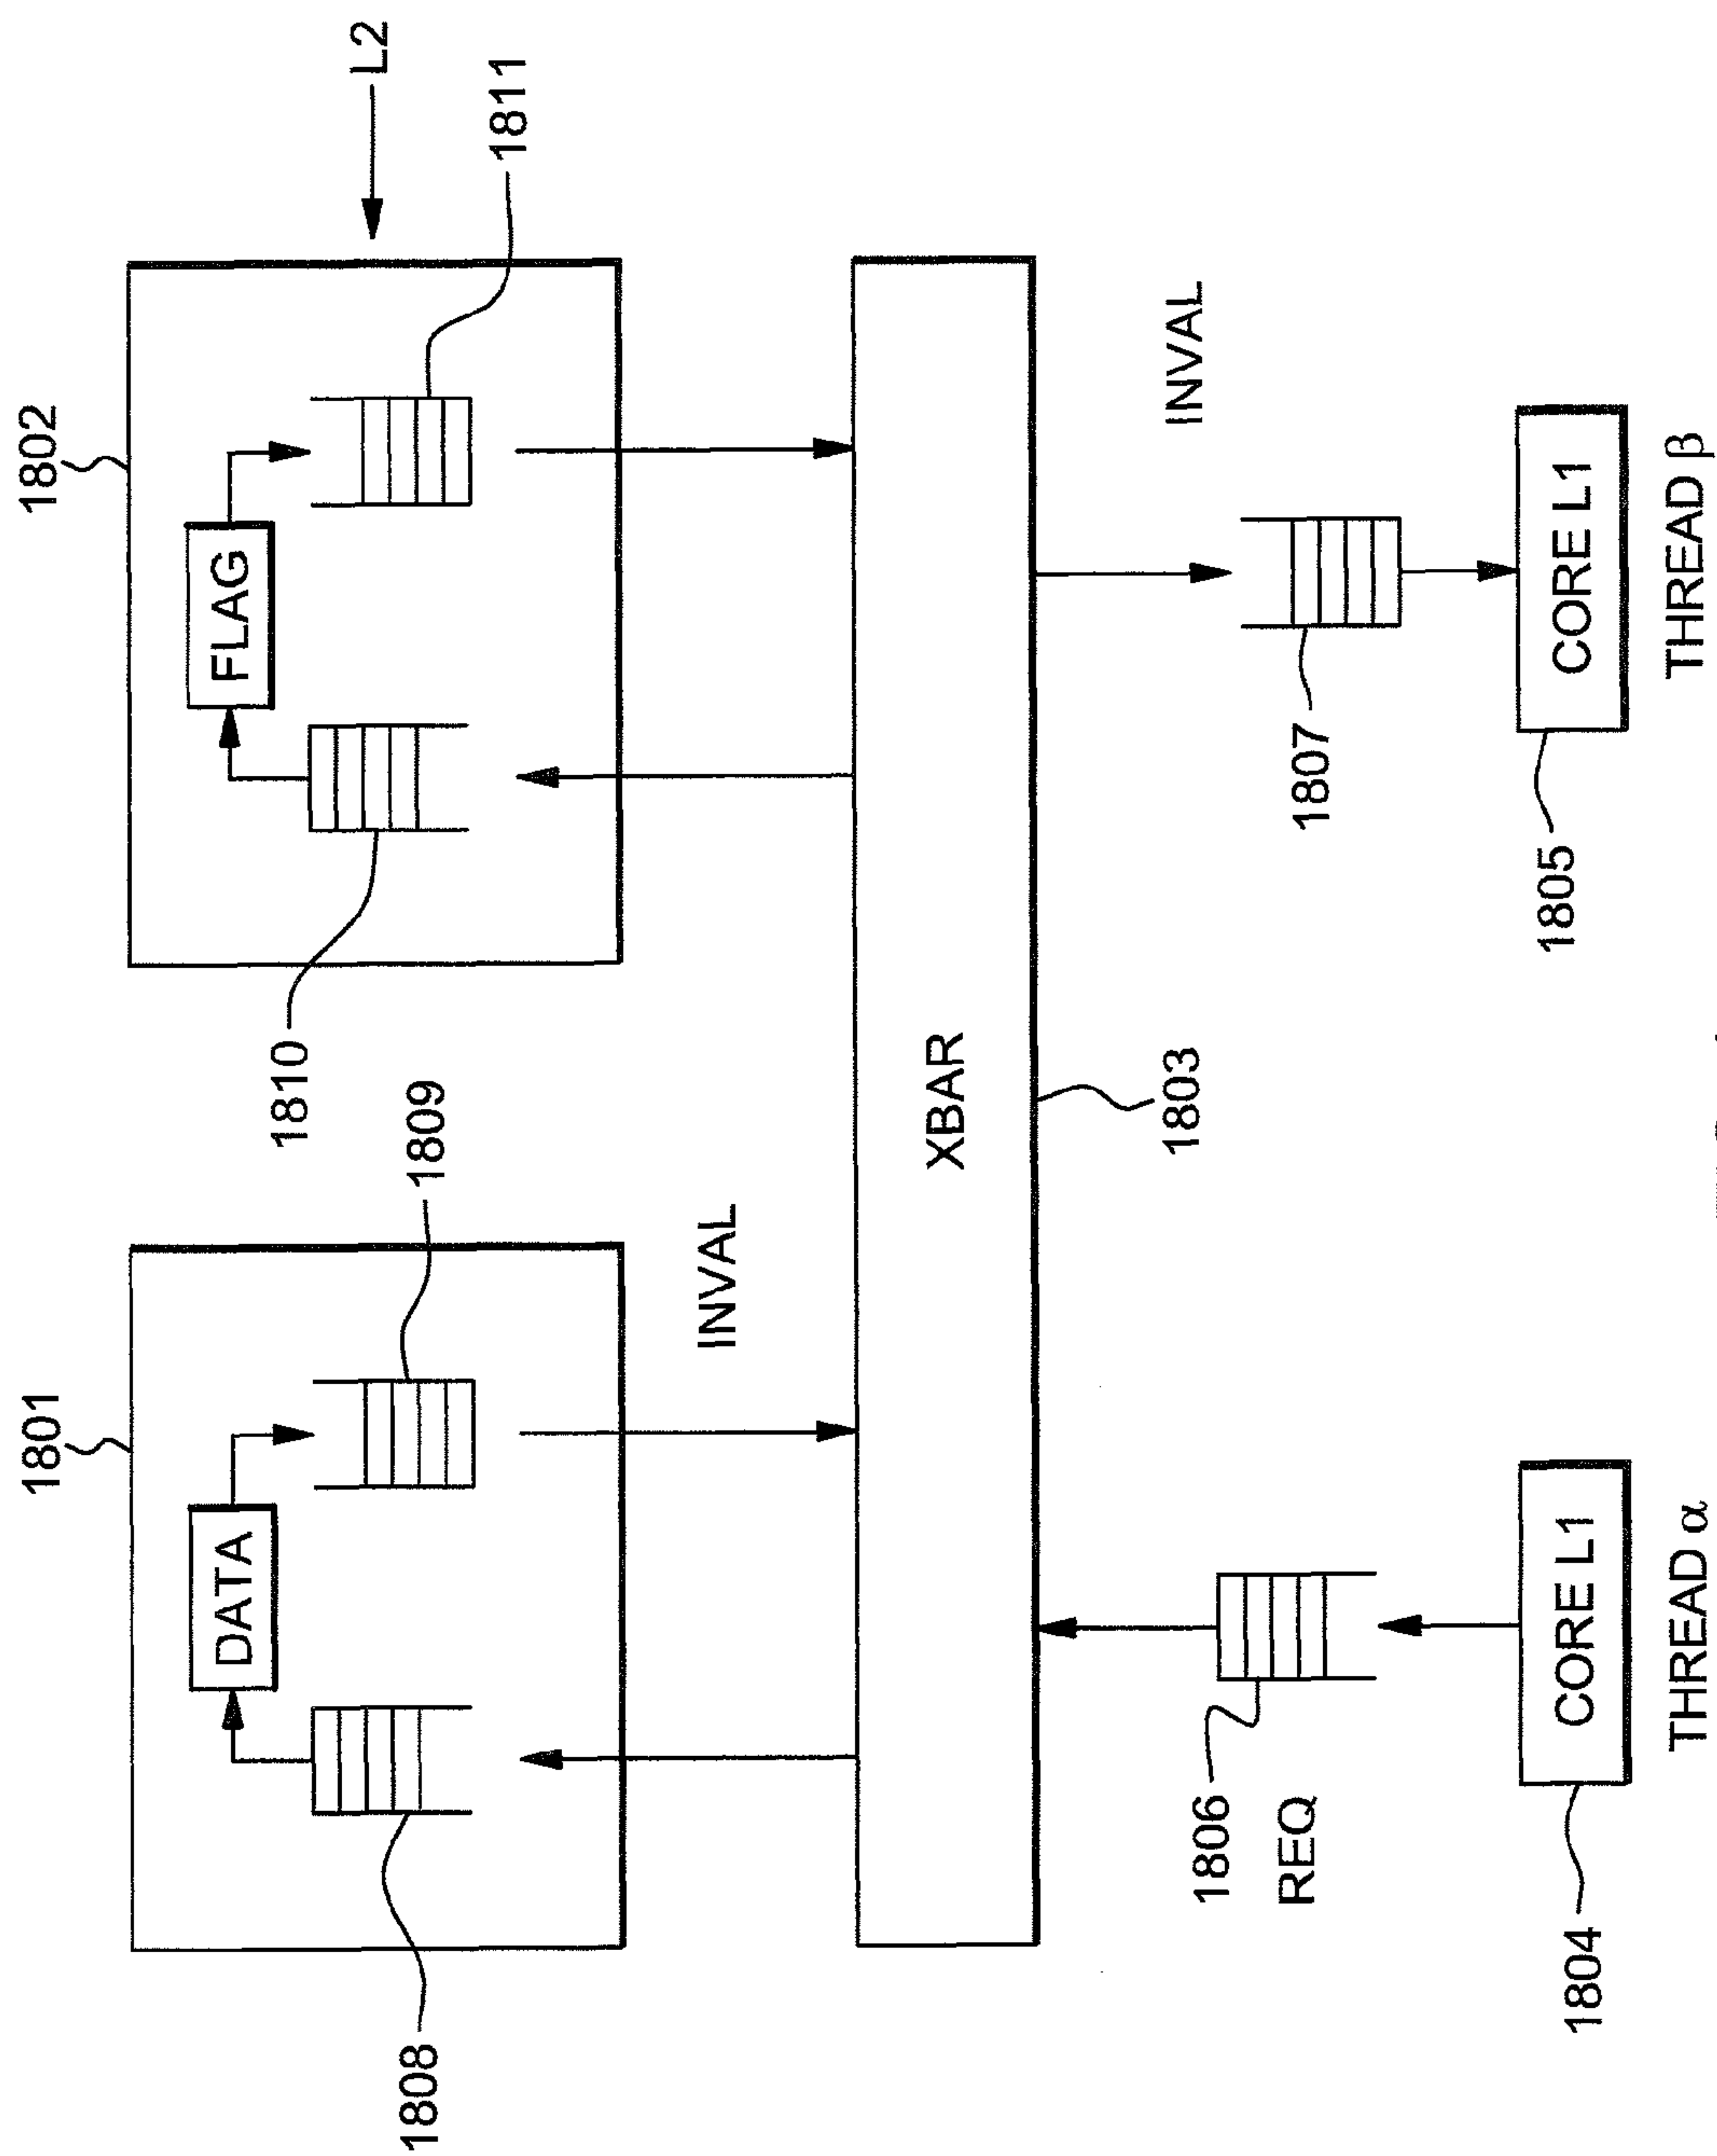 1801
1802
DATA
FLAG
1810
L2
1808
1809
1811
INVAL
XBAR
1803
INVAL
1806
REQ
1807
CORE L1
CORE L1
1804
1805
THREAD α
THREAD β